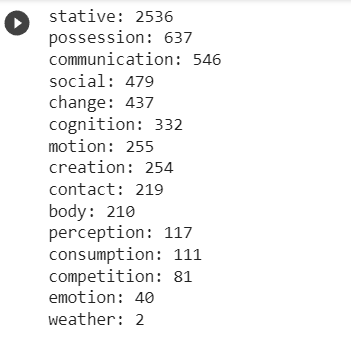 stative: 2536
possession: 637
communication: 546
social: 479
change: 437
cognition: 332
motion: 255
creation: 254
contact: 219
body: 210
perception: 117
consumption: 111
competition: 81
emotion: 40
weather: 2